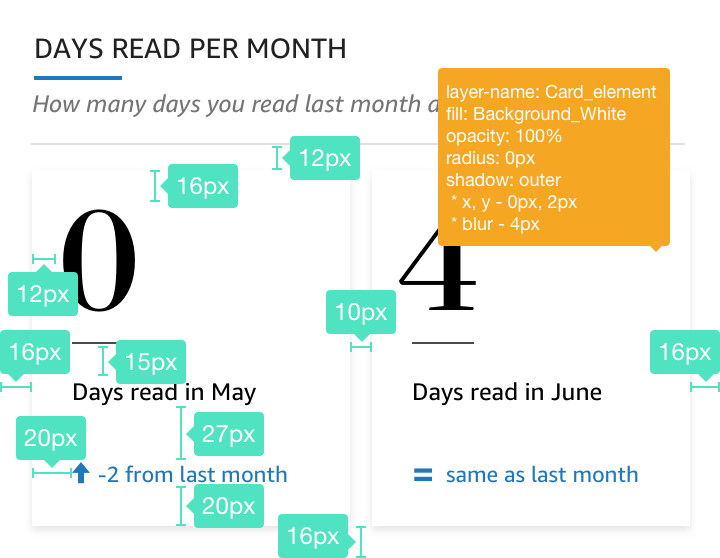 DAYS READ PER MONTH
How many days you read last month a
layer-name: Card_element
fill: Background_White
opacity: 100%
radius: 0px
shadow: outer
* x, y - 0px, 2px
* blur - 4px
12px
16px
0
4
12px
10px
16px
15px
16px
Days read in May
Days read in June
27px
20px
-2 from last month
= same as last month
20px
16px